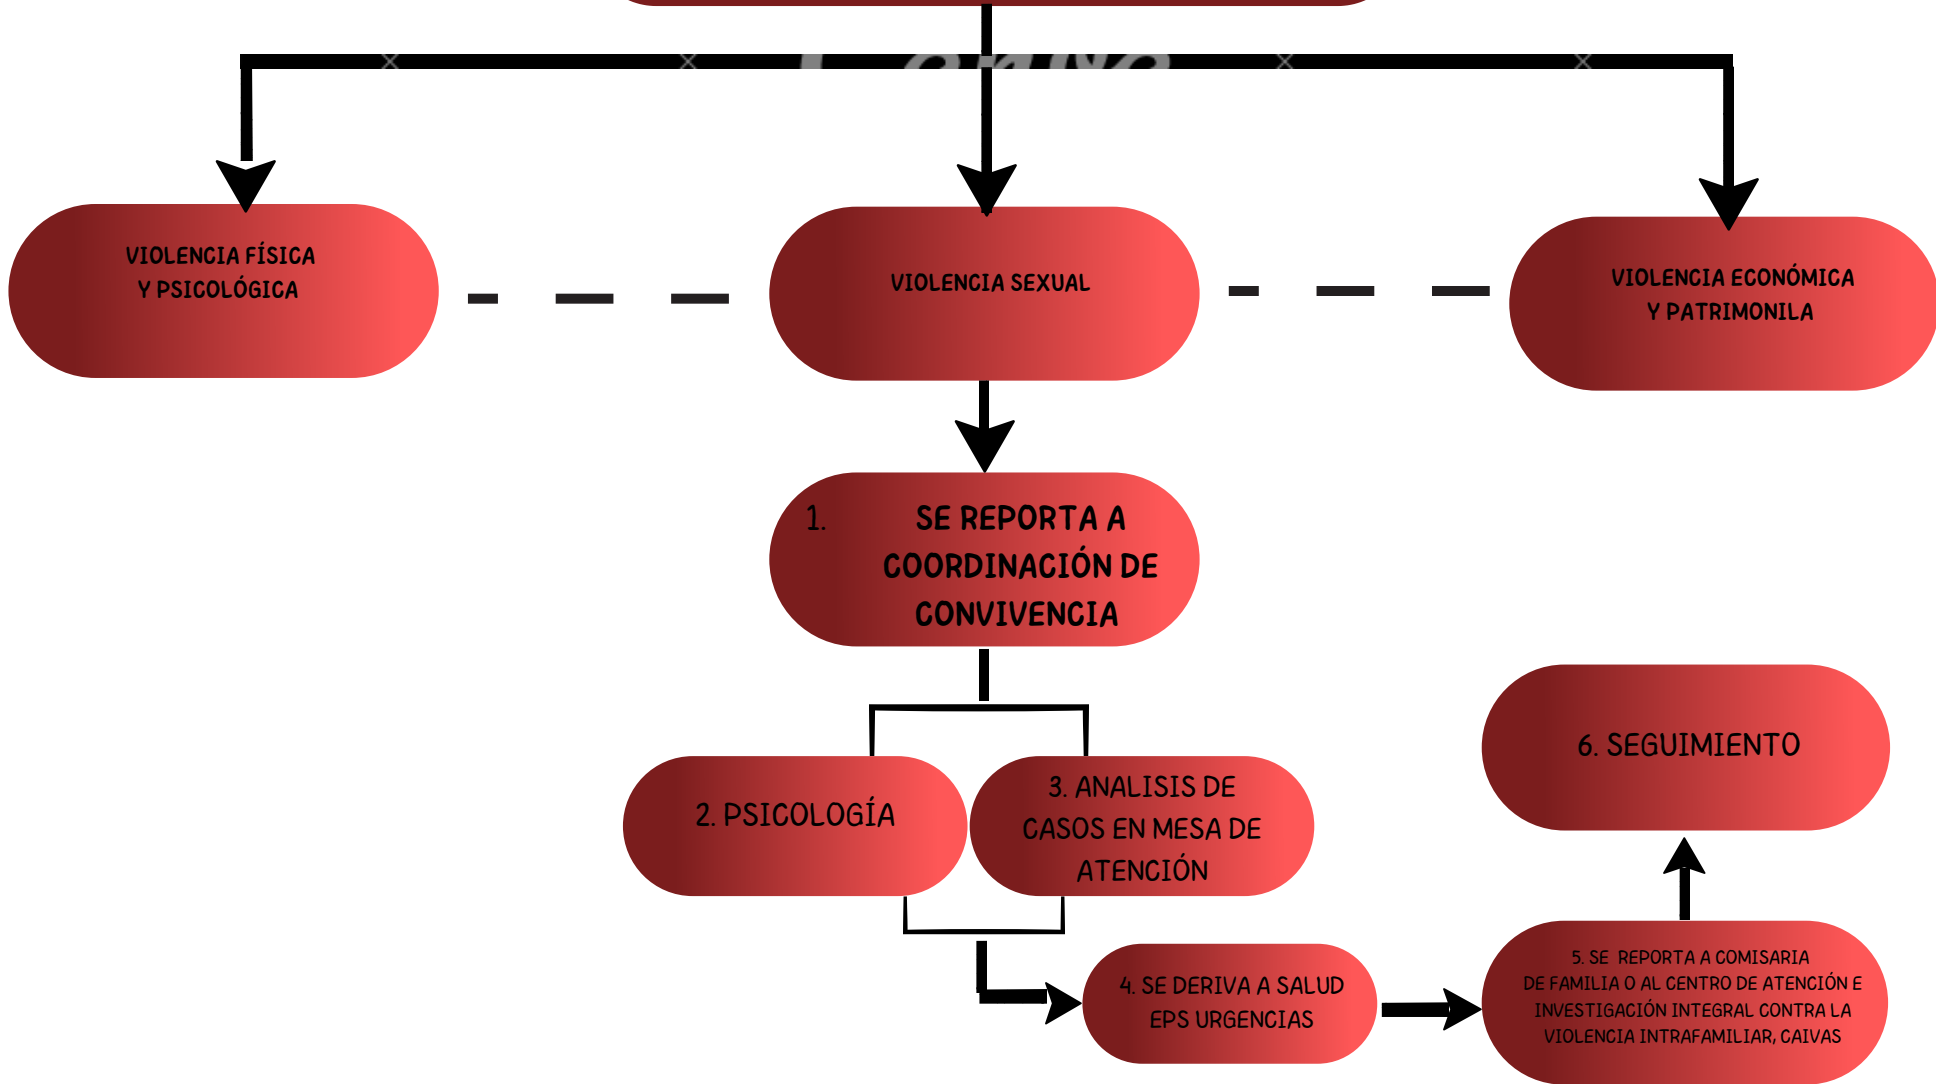 VIOLENCIA FÍSICA
Y PSICOLÓGICA
VIOLENCIA SEXUAL
VIOLENCIA ECONÓMICA
Y PATRIMONILA
1. SE REPORTA A
COORDINACIÓN DE
CONVIVENCIA
2. PSICOLOGÍA
3. ANALISIS DE
CASOS EN MESA DE
ATENCIÓN
4. SE DERIVA A SALUD
EPS URGENCIAS
5. SE REPORTA A COMISARIA
DE FAMILIA O AL CENTRO DE ATENCIÓN E
INVESTIGACIÓN INTEGRAL CONTRA LA
VIOLENCIA INTRAFAMILIAR, CAIVAS
6. SEGUIMIENTO